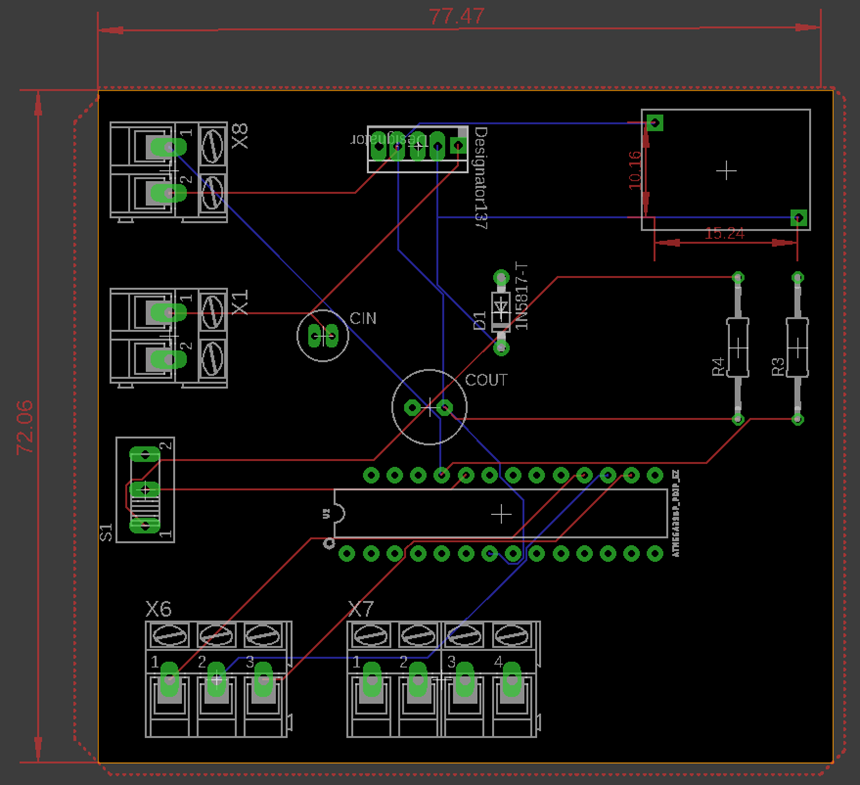 77.47
X8
1
2
Designator
Designator137
10.16
15.24
X1
1
2
CIN
D1
1N5817-T
COUT
R4
R3
72.06
2
S1
1
U2
ATMEGA328P_PDIP_EZ
X6
X7
1
2
3
1
2
3
4